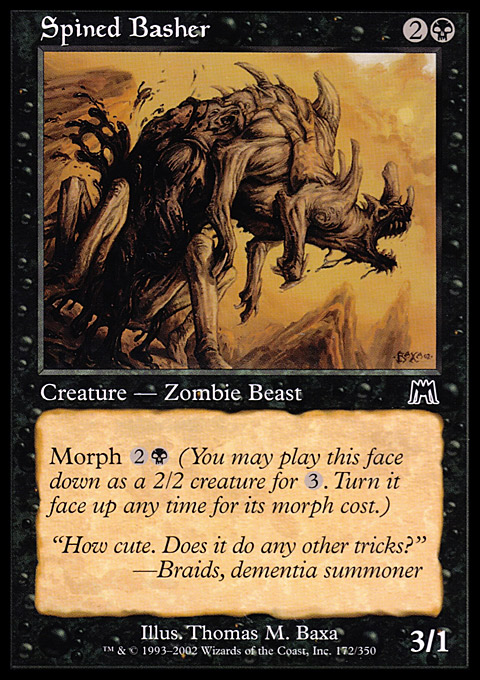 Spined Basher 2
Creature — Zombie Beast
Morph 2 (You may play this face
down as a 2/2 creature for 3. Turn it
face up any time for its morph cost.)
“How cute. Does it do any other tricks?”
—Braids, dementia summoner
Illus. Thomas M. Baxa
3/1
™ & © 1993–2002 Wizards of the Coast, Inc. 172/350